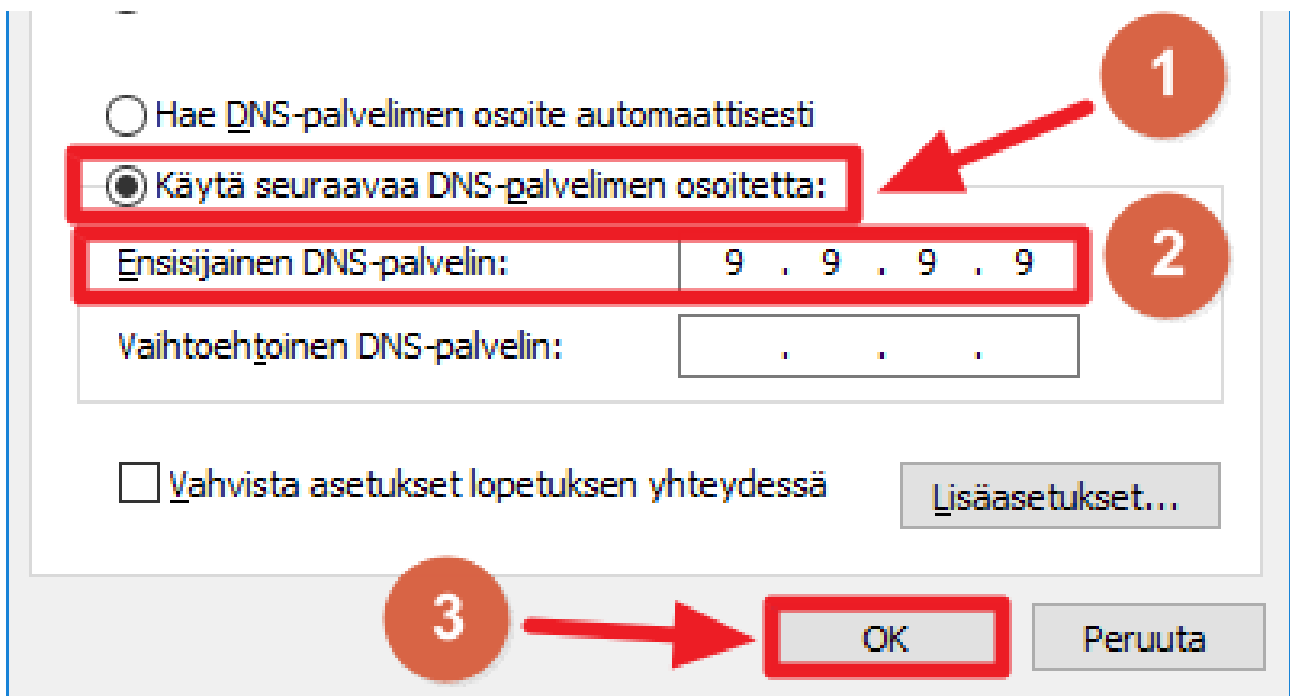 1
Hae DNS-palvelimen osoite automaattisesti
Käytä seuraavaa DNS-palvelimen osoitetta:
Ensisijainen DNS-palvelin: 9 . 9 . 9 . 9
2
Vaihtoehtoinen DNS-palvelin: . . .
Vahvista asetukset lopetuksen yhteydessä
Lisäasetukset...
3
OK
Peruuta